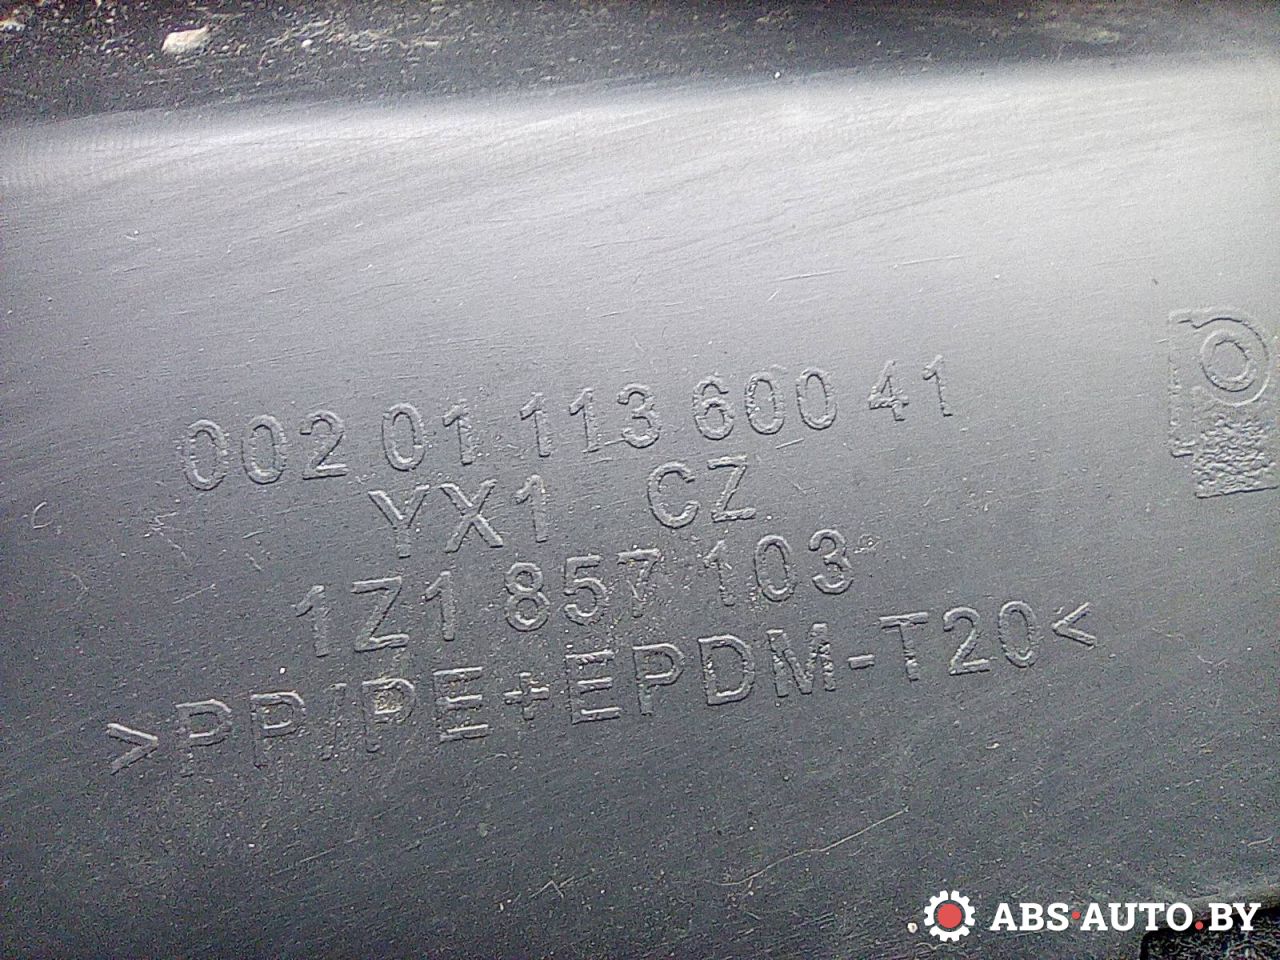 002 01 113 600 41
YX1 CZ
1Z1 857 103
>PP/PE+EPDM-T20<
ABS·AUTO.BY